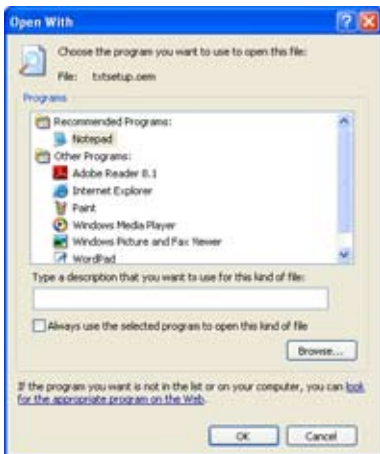 Open With
Choose the program you want to use to open this file:
File: txtsetup.oem
Programs
Recommended Programs:
Notepad
Other Programs:
Adobe Reader 8.1
Internet Explorer
Paint
Windows Media Player
Windows Picture and Fax Viewer
WordPad
Type a description that you want to use for this kind of file:
Always use the selected program to open this kind of file
Browse...
If the program you want is not in the list or on your computer, you can look
for the appropriate program on the Web.
OK
Cancel